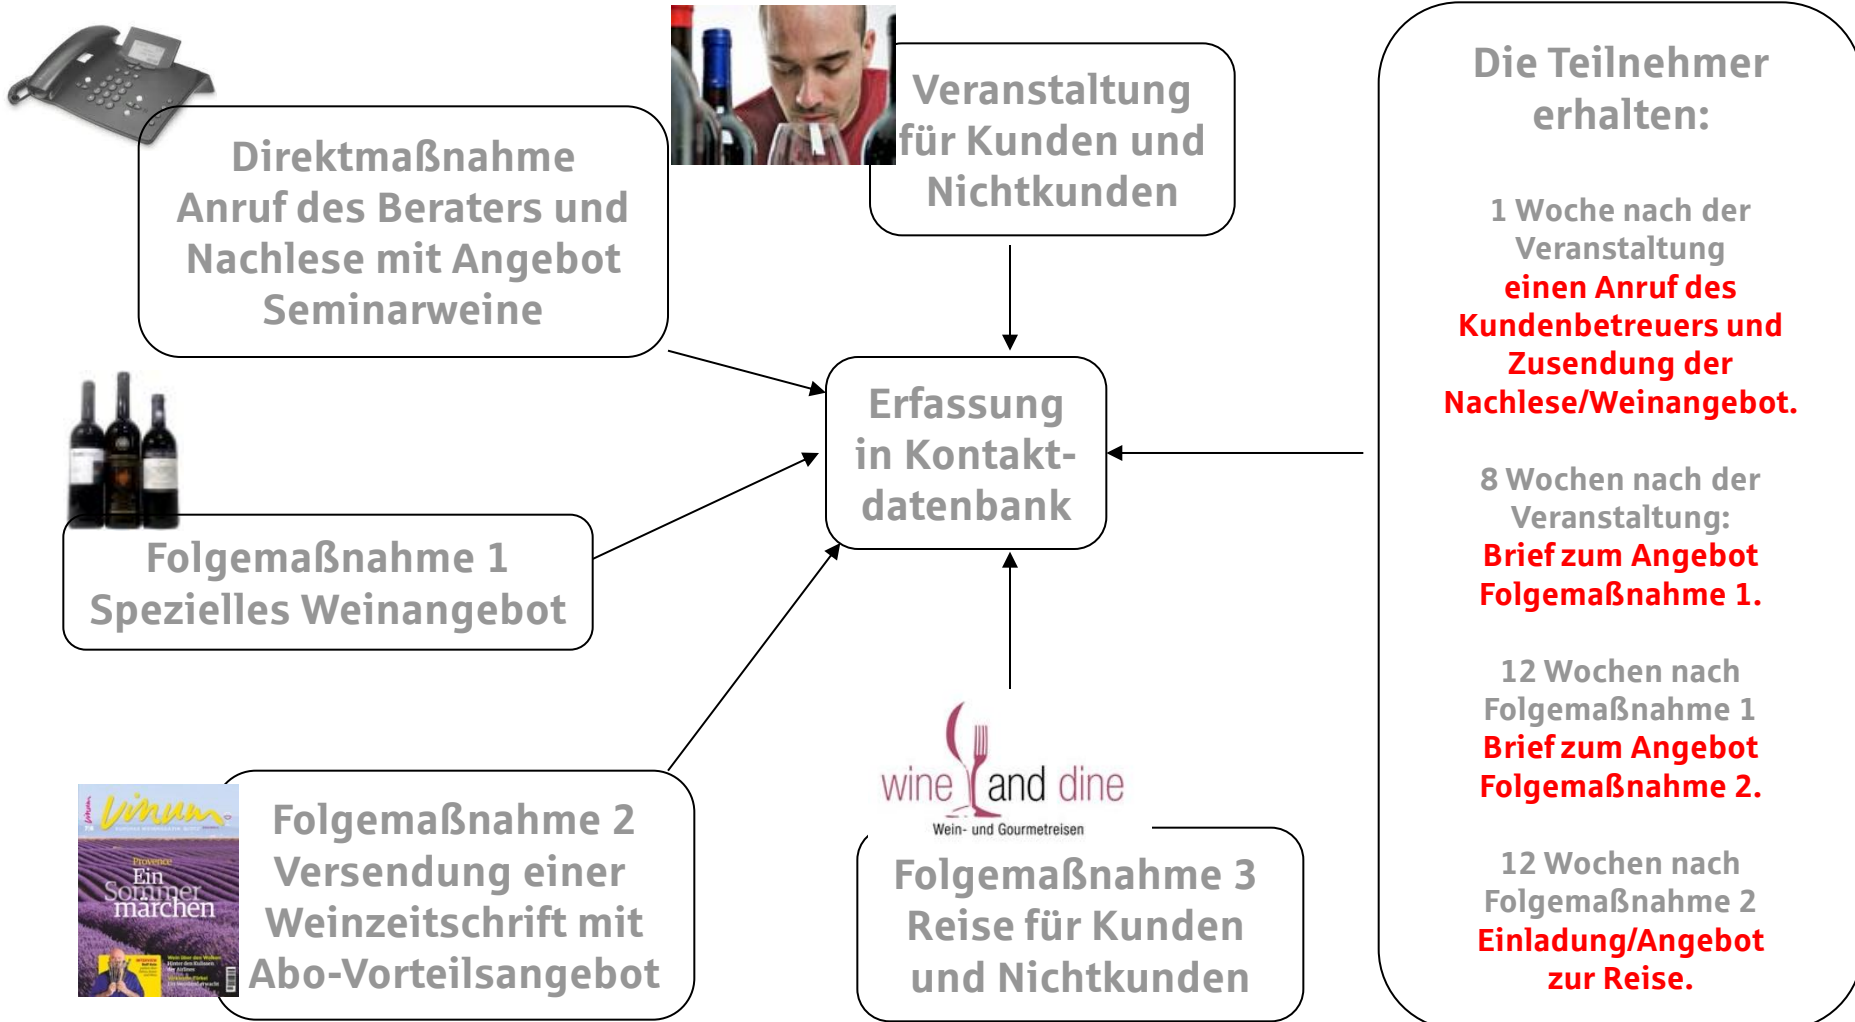 Direktmaßnahme
Anruf des Beraters und
Nachlese mit Angebot
Seminarweine
Veranstaltung
für Kunden und
Nichtkunden
Erfassung
in Kontakt-
datenbank
Folgemaßnahme 1
Spezielles Weinangebot
vinum
Provence
Ein
Sommer
märchen
Folgemaßnahme 2
Versendung einer
Weinzeitschrift mit
Abo-Vorteilsangebot
wine and dine
Wein- und Gourmetreisen
Folgemaßnahme 3
Reise für Kunden
und Nichtkunden
Die Teilnehmer
erhalten:
1 Woche nach der
Veranstaltung
einen Anruf des
Kundenbetreuers und
Zusendung der
Nachlese/Weinangebot.
8 Wochen nach der
Veranstaltung:
Brief zum Angebot
Folgemaßnahme 1.
12 Wochen nach
Folgemaßnahme 1
Brief zum Angebot
Folgemaßnahme 2.
12 Wochen nach
Folgemaßnahme 2
Einladung/Angebot
zur Reise.